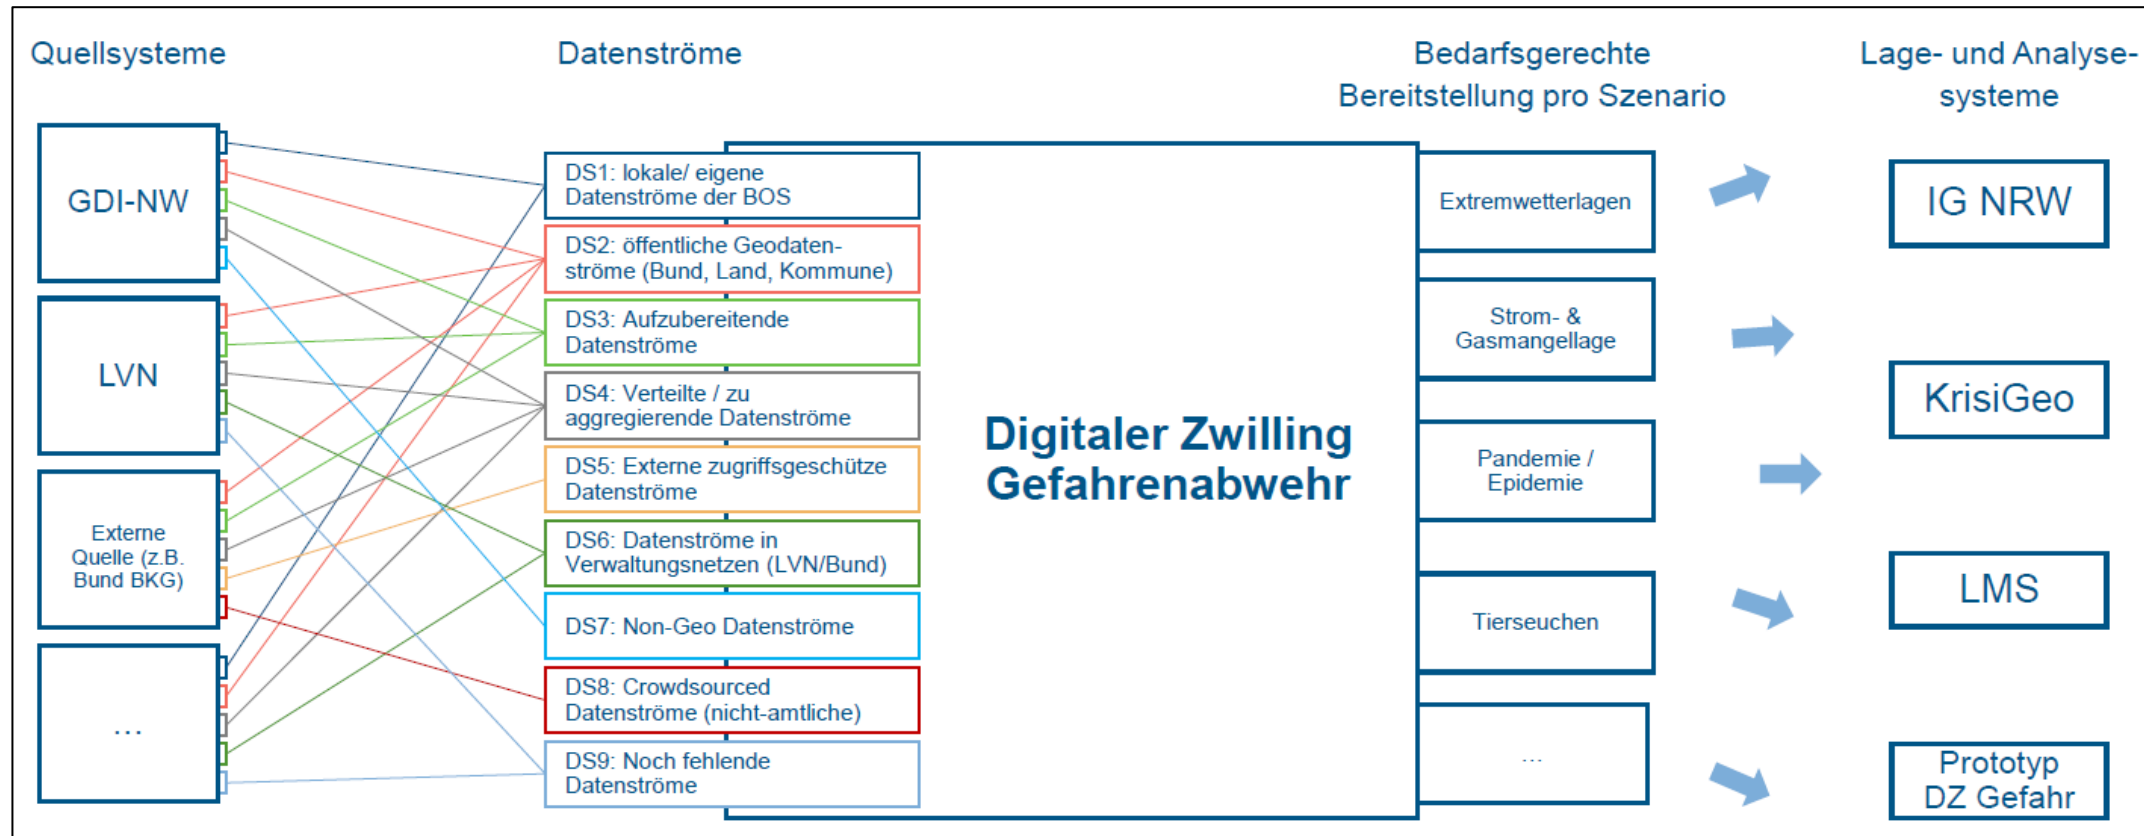 Quellsysteme
Datenströme
Bedarfsgerechte
Bereitstellung pro Szenario
Lage- und Analyse-
systeme
GDI-NW
LVN
Externe
Quelle (z.B.
Bund BKG)
...
DS1: lokale/ eigene
Datenströme der BOS
DS2: öffentliche Geodaten-
ströme (Bund, Land, Kommune)
DS3: Aufzubereitende
Datenströme
DS4: Verteilte / zu
aggregierende Datenströme
DS5: Externe zugriffsgeschütze
Datenströme
DS6: Datenströme in
Verwaltungsnetzen (LVN/Bund)
DS7: Non-Geo Datenströme
DS8: Crowdsourced
Datenströme (nicht-amtliche)
DS9: Noch fehlende
Datenströme
Digitaler Zwilling
Gefahrenabwehr
Extremwetterlagen
Strom- &
Gasmangellage
Pandemie /
Epidemie
Tierseuchen
...
IG NRW
KrisiGeo
LMS
Prototyp
DZ Gefahr